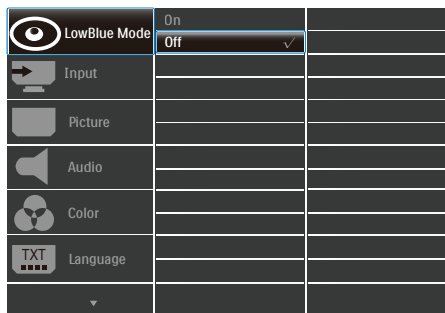 LowBlue Mode
On
Off ✓
Input
Picture
Audio
Color
TXT
Language